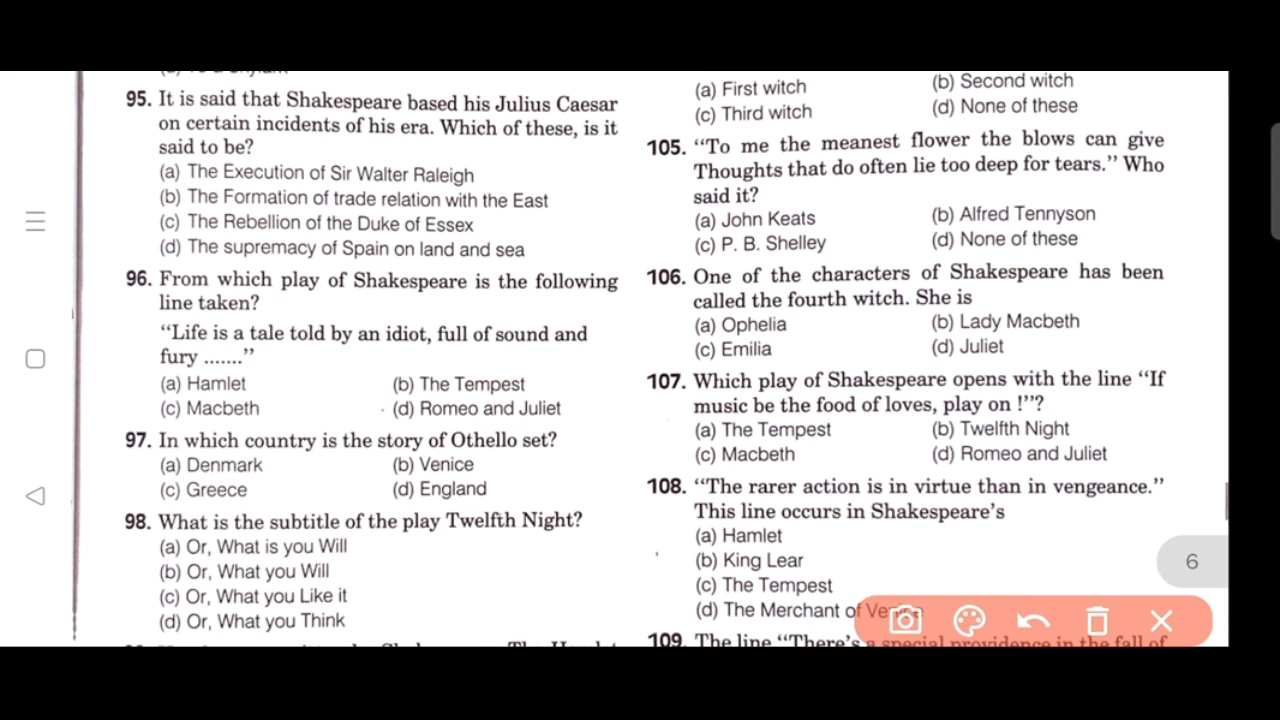 95. It is said that Shakespeare based his Julius Caesar
on certain incidents of his era. Which of these, is it
said to be?
(a) The Execution of Sir Walter Raleigh
(b) The Formation of trade relation with the East
(c) The Rebellion of the Duke of Essex
(d) The supremacy of Spain on land and sea
96. From which play of Shakespeare is the following
line taken?
“Life is a tale told by an idiot, full of sound and
fury .......”
(a) Hamlet (b) The Tempest
(c) Macbeth (d) Romeo and Juliet
97. In which country is the story of Othello set?
(a) Denmark (b) Venice
(c) Greece (d) England
98. What is the subtitle of the play Twelfth Night?
(a) Or, What is you Will
(b) Or, What you Will
(c) Or, What you Like it
(d) Or, What you Think
(a) First witch (b) Second witch
(c) Third witch (d) None of these
105. “To me the meanest flower the blows can give
Thoughts that do often lie too deep for tears.” Who
said it?
(a) John Keats (b) Alfred Tennyson
(c) P. B. Shelley (d) None of these
106. One of the characters of Shakespeare has been
called the fourth witch. She is
(a) Ophelia (b) Lady Macbeth
(c) Emilia (d) Juliet
107. Which play of Shakespeare opens with the line “If
music be the food of loves, play on !”?
(a) The Tempest (b) Twelfth Night
(c) Macbeth (d) Romeo and Juliet
108. “The rarer action is in virtue than in vengeance.”
This line occurs in Shakespeare’s
(a) Hamlet
(b) King Lear
(c) The Tempest
(d) The Merchant of Venice
109. The line “There’s a special providence in the fall of
6